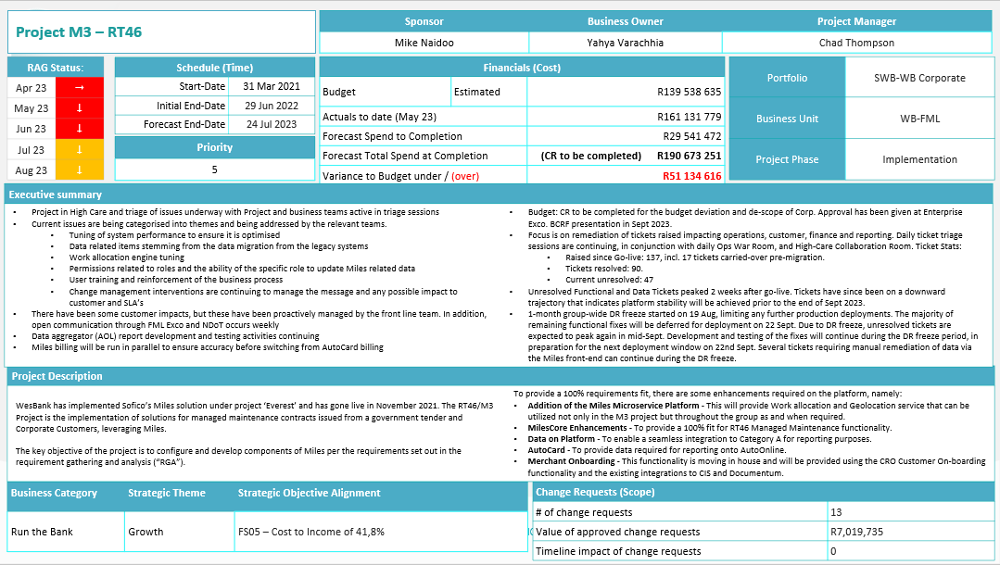 Project M3 – RT46
Sponsor
Business Owner
Project Manager
Mike Naidoo
Yahya Varachhia
Chad Thompson
RAG Status:
Apr 23 →
May 23 ↓
Jun 23 ↓
Jul 23 ↓
Aug 23 ↓
Schedule (Time)
Start-Date 31 Mar 2021
Initial End-Date 29 Jun 2022
Forecast End-Date 24 Jul 2023
Priority
5
Financials (Cost)
Budget Estimated R139 538 635
Actuals to date (May 23) R161 131 779
Forecast Spend to Completion R29 541 472
Forecast Total Spend at Completion (CR to be completed) R190 673 251
Variance to Budget under / (over) R51 134 616
Portfolio SWB-WB Corporate
Business Unit WB-FML
Project Phase Implementation
Executive summary
• Project in High Care and triage of issues underway with Project and business teams active in triage sessions
• Current issues are being categorised into themes and being addressed by the relevant teams.
• Tuning of system performance to ensure it is optimised
• Data related items stemming from the data migration from the legacy systems
• Work allocation engine tuning
• Permissions related to roles and the ability of the specific role to update Miles related data
• User training and reinforcement of the business process
• Change management interventions are continuing to manage the message and any possible impact to
customer and SLA's
• There have been some customer impacts, but these have been proactively managed by the front line team. In addition,
open communication through FML Exco and NDoT occurs weekly
• Data aggregator (AOL) report development and testing activities continuing
• Miles billing will be run in parallel to ensure accuracy before switching from AutoCard billing
• Budget: CR to be completed for the budget deviation and de-scope of Corp. Approval has been given at Enterprise
Exco. BCRF presentation in Sept 2023.
• Focus is on remediation of tickets raised impacting operations, customer, finance and reporting. Daily ticket triage
sessions are continuing, in conjunction with daily Ops War Room, and High-Care Collaboration Room. Ticket Stats:
• Raised since Go-live: 137, incl. 17 tickets carried-over pre-migration.
• Tickets resolved: 90.
• Current unresolved: 47
• Unresolved Functional and Data Tickets peaked 2 weeks after go-live. Tickets have since been on a downward
trajectory that indicates platform stability will be achieved prior to the end of Sept 2023.
• 1-month group-wide DR freeze started on 19 Aug, limiting any further production deployments. The majority of
remaining functional fixes will be deferred for deployment on 22 Sept. Due to DR freeze, unresolved tickets are
expected to peak again in mid-Sept. Development and testing of the fixes will continue during the DR freeze period, in
preparation for the next deployment window on 22nd Sept. Several tickets requiring manual remediation of data via
the Miles front-end can continue during the DR freeze.
Project Description
WesBank has implemented Sofico's Miles solution under project 'Everest' and has gone live in November 2021. The RT46/M3
Project is the implementation of solutions for managed maintenance contracts issued from a government tender and
Corporate Customers, leveraging Miles.
The key objective of the project is to configure and develop components of Miles per the requirements set out in the
requirement gathering and analysis ("RGA").
To provide a 100% requirements fit, there are some enhancements required on the platform, namely:
• Addition of the Miles Microservice Platform - This will provide Work allocation and Geolocation service that can be
utilized not only in the M3 project but throughout the group as and when required.
• MilesCore Enhancements - To provide a 100% fit for RT46 Managed Maintenance functionality.
• Data on Platform - To enable a seamless integration to Category A for reporting purposes.
• AutoCard - To provide data required for reporting onto AutoOnline.
• Merchant Onboarding - This functionality is moving in house and will be provided using the CRO Customer On-boarding
functionality and the existing integrations to CIS and Documentum.
Business Category Strategic Theme Strategic Objective Alignment
Run the Bank Growth FS05 – Cost to Income of 41,8%
Change Requests (Scope)
# of change requests 13
Value of approved change requests R7,019,735
Timeline impact of change requests 0